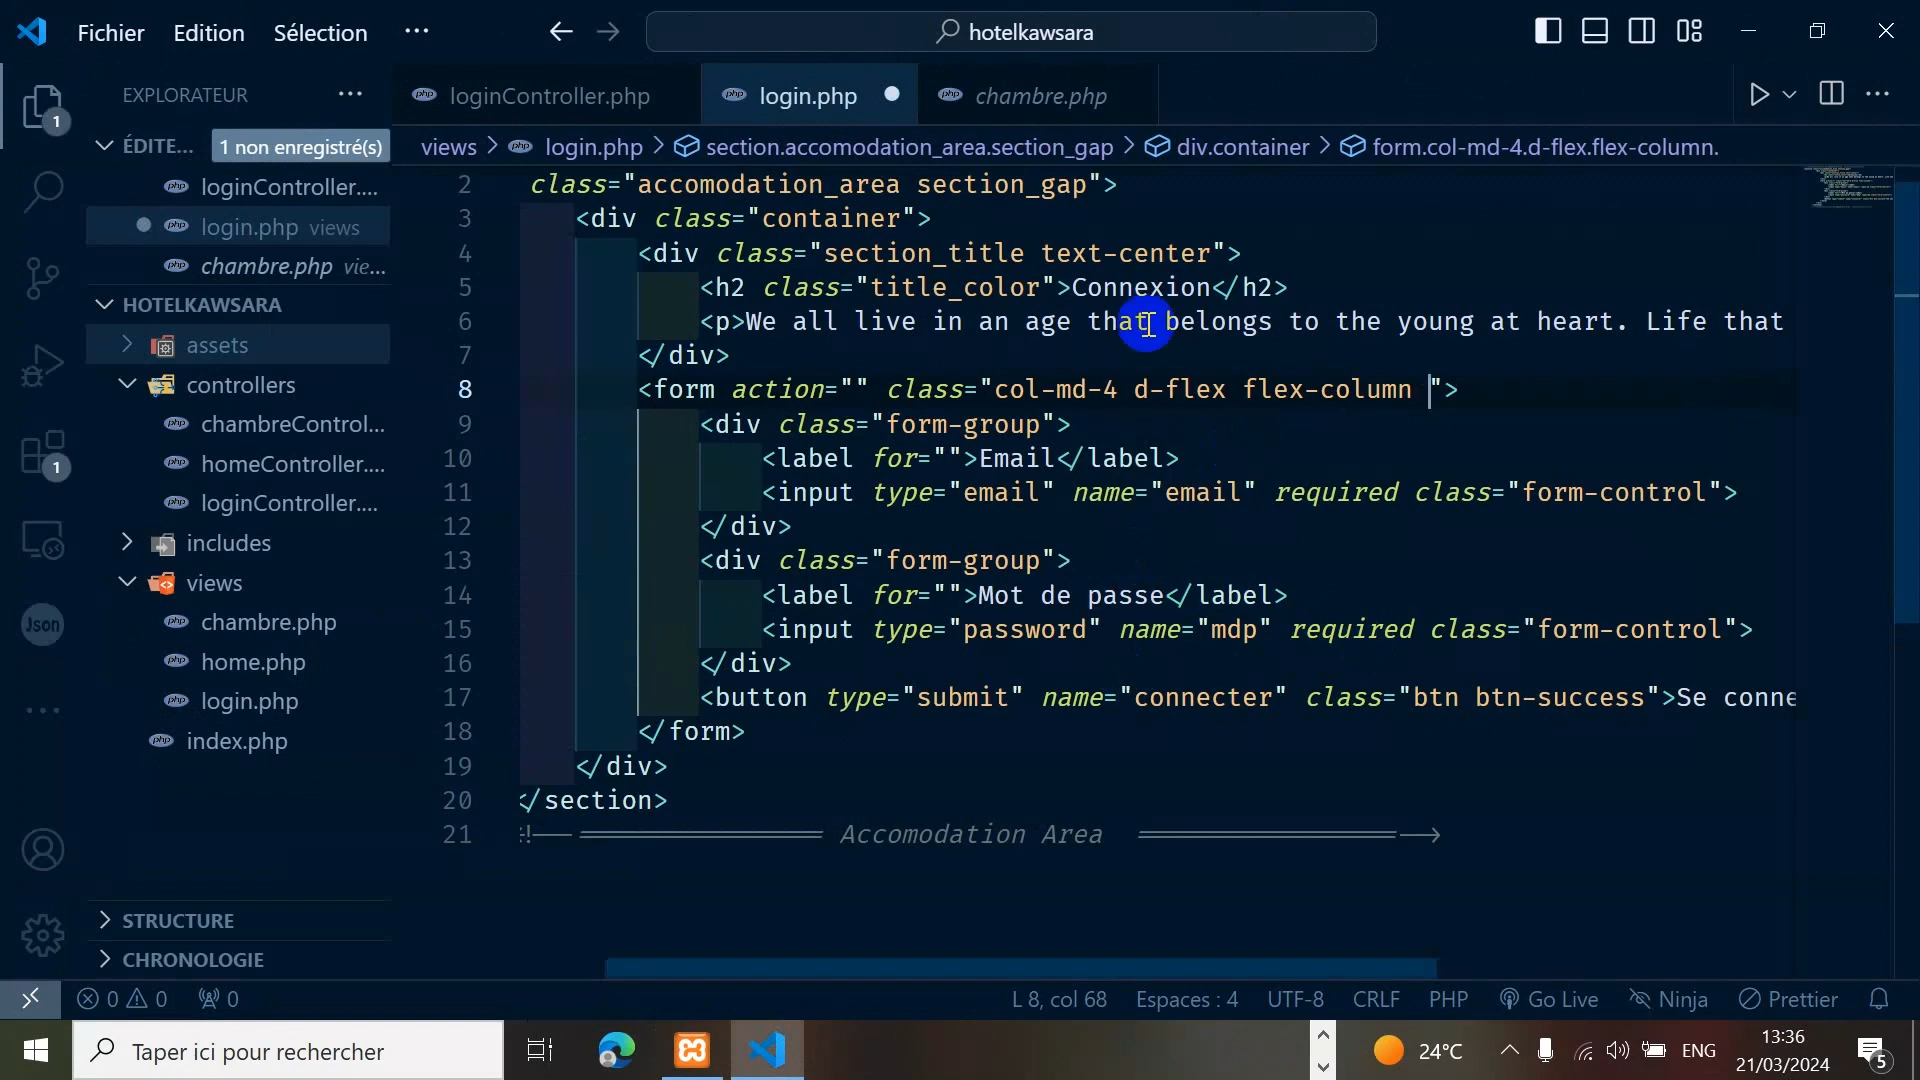 Fichier Edition Sélection ··· hotelkawsara
EXPLORATEUR ···
loginController.php
login.php
chambre.php
ÉDITE... 1 non enregistré(s)
loginController....
login.php views
chambre.php vie...
HOTELKAWSARA
assets
controllers
chambreControl...
homeController....
loginController....
includes
views
chambre.php
home.php
login.php
index.php
STRUCTURE
CHRONOLOGIE
1
1
Json
views > login.php > section.accomodation_area.section_gap > div.container > form.col-md-4.d-flex.flex-column.
2 class="accomodation_area section_gap">
3 <div class="container">
4 <div class="section_title text-center">
5 <h2 class="title_color">Connexion</h2>
6 <p>We all live in an age that belongs to the young at heart. Life that
7 </div>
8 <form action="" class="col-md-4 d-flex flex-column ">
9 <div class="form-group">
10 <label for="">Email</label>
11 <input type="email" name="email" required class="form-control">
12 </div>
13 <div class="form-group">
14 <label for="">Mot de passe</label>
15 <input type="password" name="mdp" required class="form-control">
16 </div>
17 <button type="submit" name="connecter" class="btn btn-success">Se conne
18 </form>
19 </div>
20 </section>
21 !-- ================ Accomodation Area ================-->
0 0 0 L 8, col 68 Espaces : 4 UTF-8 CRLF PHP Go Live Ninja Prettier
Taper ici pour rechercher 24°C ENG 13:36
21/03/2024
5